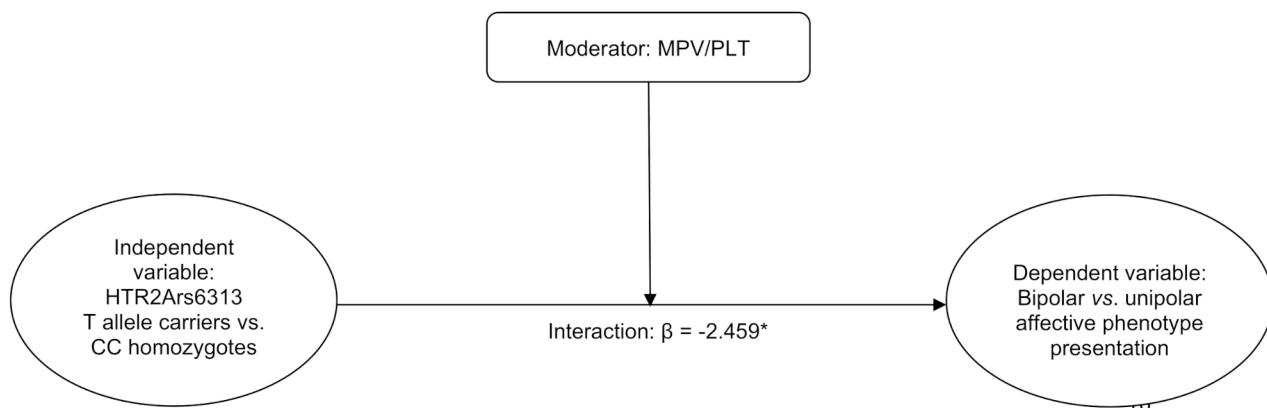 Moderator: MPV/PLT
Independent
variable:
HTR2Ars6313
T allele carriers vs.
CC homozygotes
Interaction: β = -2.459*
Dependent variable:
Bipolar vs. unipolar
affective phenotype
presentation